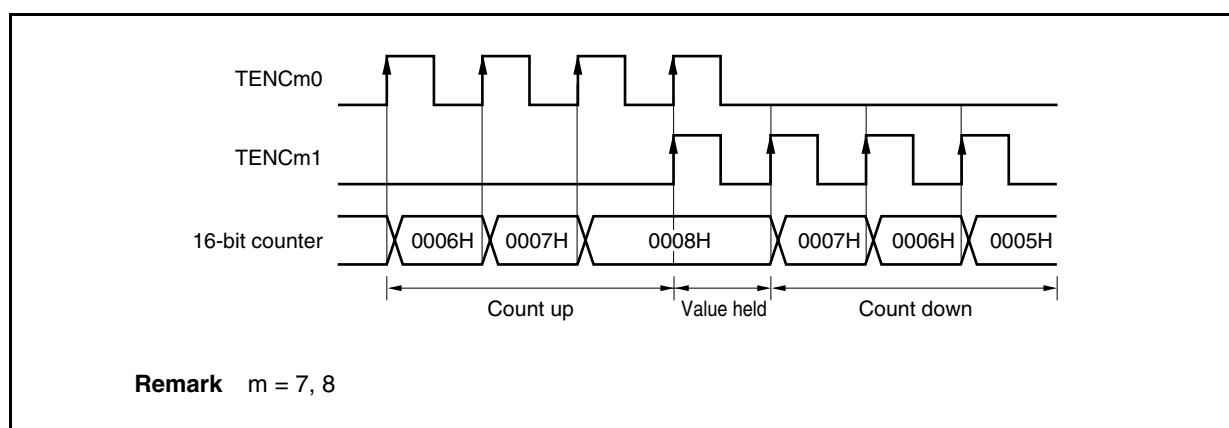 TENCm0
TENCm1
16-bit counter
0006H 0007H 0008H 0007H 0006H 0005H
Count up Value held Count down
Remark m = 7, 8